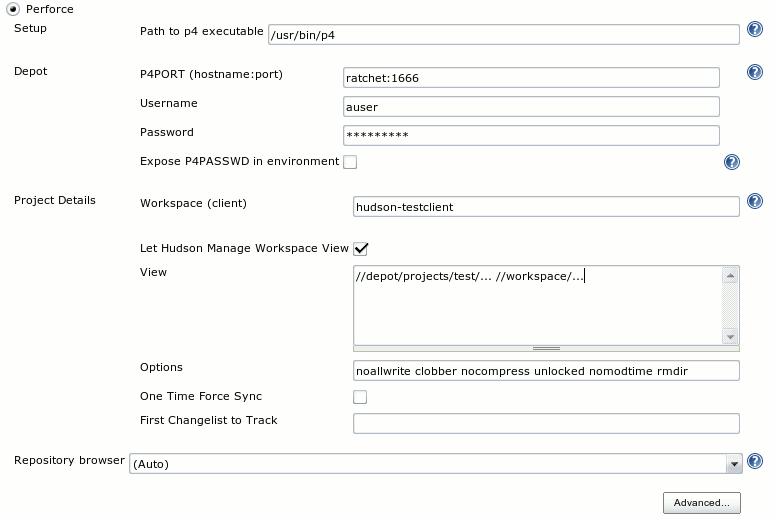 Perforce
Setup
Path to p4 executable /usr/bin/p4 ?
Depot
P4PORT (hostname:port) ratchet:1666 ?
Username auser
Password *********
Expose P4PASSWD in environment ?
Project Details
Workspace (client) hudson-testclient ?
Let Hudson Manage Workspace View
View //depot/projects/test/... //workspace/...
Options noallwrite clobber nocompress unlocked nomodtime rmdir
One Time Force Sync
First Changelist to Track
Repository browser (Auto) ?
Advanced...